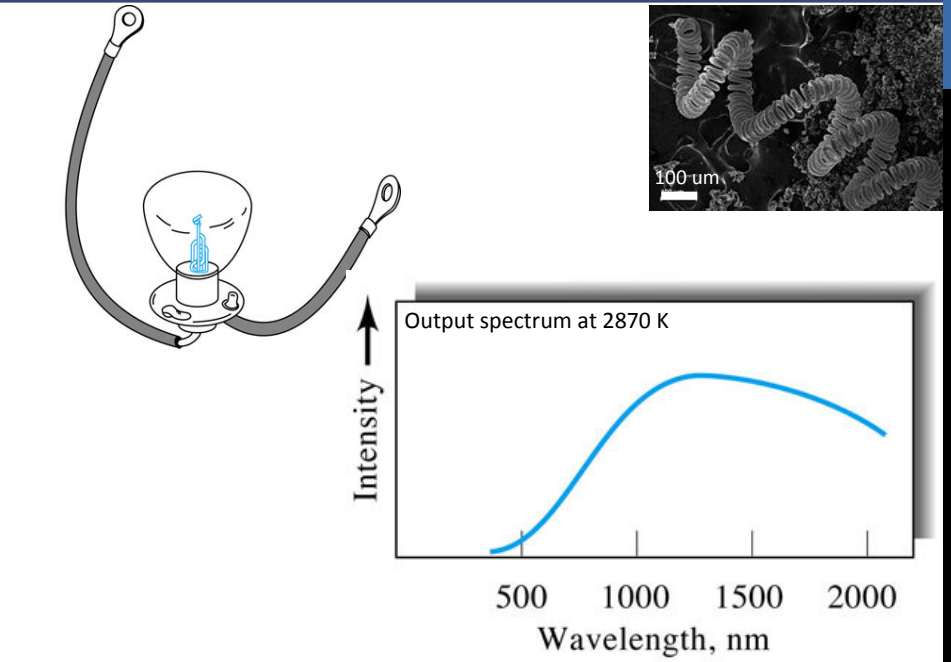 100 um
Output spectrum at 2870 K
Intensity
500 1000 1500 2000
Wavelength, nm